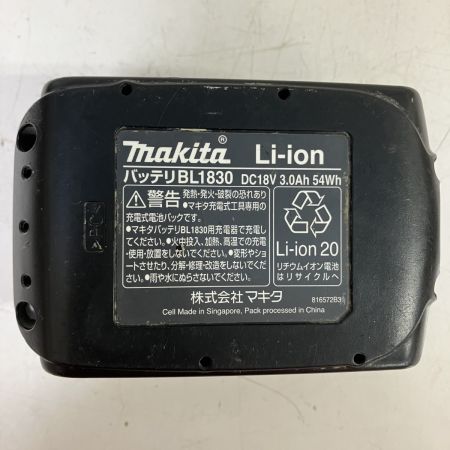 makita® Li-ion
バッテリBL1830 DC18V 3.0Ah 54Wh
⚠警告 発熱・発火・破裂の恐れあり
●マキタ充電式工具専用の
充電式電池パックです。
●マキタバッテリBL1830用充電器で充電し
てください。●火中投入、加熱、高温での充電
・使用・放置をしないでください。●変形やショ
ートさせたり、分解・修理・改造をしないでくだ
さい。●雨や水にぬらさないでください。
Li-ion 20
リチウムイオン電池
はリサイクルへ
株式会社マキタ
816572B3
Cell Made in Singapore, Pack processed in China
>PC<